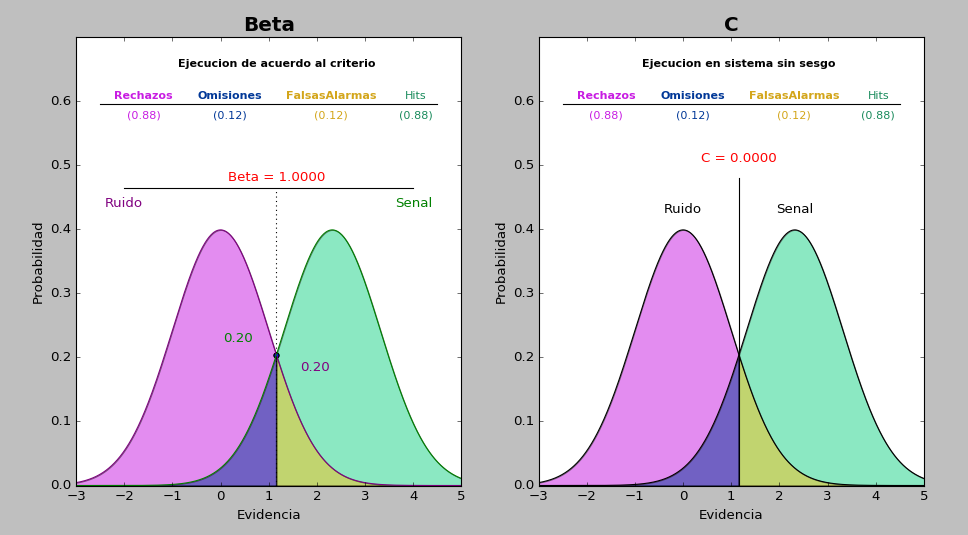 Beta
Ejecucion de acuerdo al criterio
Rechazos Omisiones FalsasAlarmas Hits
(0.88) (0.12) (0.12) (0.88)
Beta = 1.0000
Ruido Senal
0.20
0.20
Probabilidad
0.6
0.5
0.4
0.3
0.2
0.1
0.0
−3 −2 −1 0 1 2 3 4 5
Evidencia
C
Ejecucion en sistema sin sesgo
Rechazos Omisiones FalsasAlarmas Hits
(0.88) (0.12) (0.12) (0.88)
C = 0.0000
Ruido Senal
Probabilidad
0.6
0.5
0.4
0.3
0.2
0.1
0.0
−3 −2 −1 0 1 2 3 4 5
Evidencia